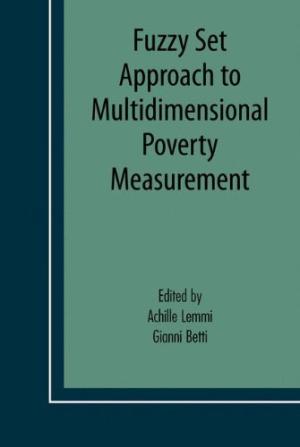 Fuzzy Set
Approach to
Multidimensional
Poverty
Measurement
Edited by
Achille Lemmi
Gianni Betti